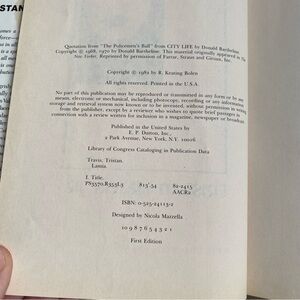 STAN
Quotation from "The Policemen's Ball" from CITY LIFE by Donald Barthelme
Copyright © 1968, 1970 by Donald Barthelme. This material originally appeared in The
New Yorker. Reprinted by permission of Farrar, Straus and Giroux, Inc.
Copyright © 1982 by R. Keating Bolen
All rights reserved. Printed in the U.S.A.
No part of this publication may be reproduced or transmitted in any form or by any
means, electronic or mechanical, including photocopy, recording or any information
storage and retrieval system now known or to be invented, without permission in writing
from the publisher, except by a reviewer who wishes to quote brief passages in
connection with a review written for inclusion in a magazine, newspaper or broadcast.
Published in the United States by
E. P. Dutton, Inc.,
2 Park Avenue, New York, N.Y. 10016
Library of Congress Cataloging in Publication Data
Travis, Tristan.
Lamia.
I. Title.
PS3570.R355L3 813'.54 82-2415
AACR2
ISBN: 0-525-24113-2
Designed by Nicola Mazzella
10 9 8 7 6 5 4 3 2 1
First Edition